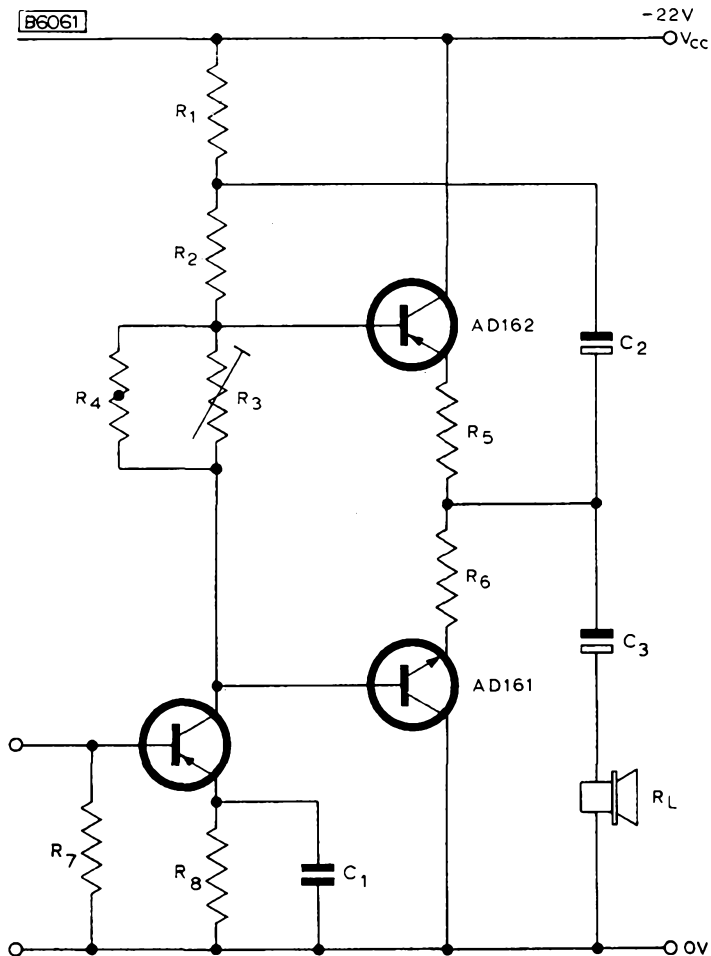 B6061
-22V
VCC
R1
R2
AD162
C2
R4
R3
R5
R6
C3
AD161
RL
R7
R8
C1
0V